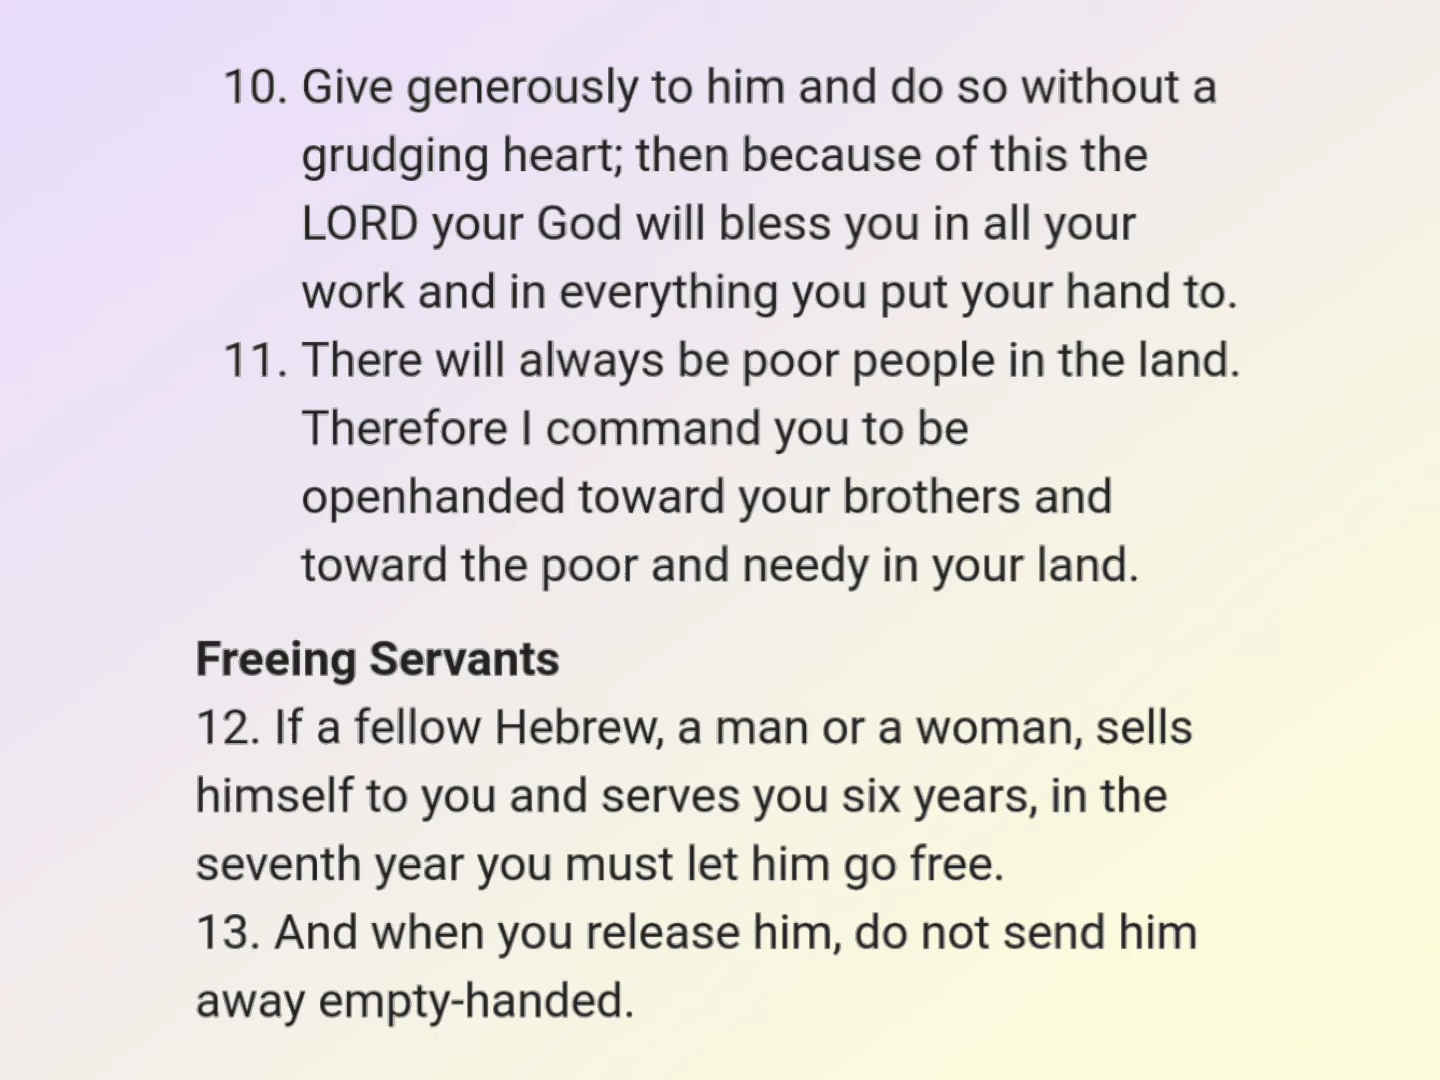 10. Give generously to him and do so without a
grudging heart; then because of this the
LORD your God will bless you in all your
work and in everything you put your hand to.
11. There will always be poor people in the land.
Therefore I command you to be
openhanded toward your brothers and
toward the poor and needy in your land.
Freeing Servants
12. If a fellow Hebrew, a man or a woman, sells
himself to you and serves you six years, in the
seventh year you must let him go free.
13. And when you release him, do not send him
away empty-handed.